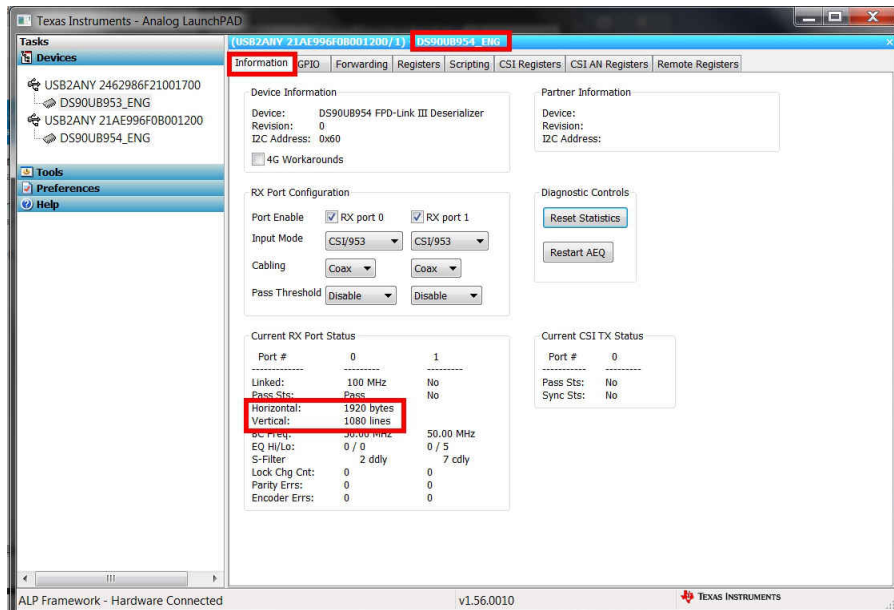 Texas Instruments - Analog LaunchPAD
Tasks
Devices
USB2ANY 2462986F21001700
DS90UB953_ENG
USB2ANY 21AE996F0B001200
DS90UB954_ENG
Tools
Preferences
Help
(USB2ANY 21AE996F0B001200/1) DS90UB954_ENG
Information GPIO Forwarding Registers Scripting CSI Registers CSI AN Registers Remote Registers
Device Information
Device: DS90UB954 FPD-Link III Deserializer
Revision: 0
I2C Address: 0x60
4G Workarounds
Partner Information
Device:
Revision:
I2C Address:
RX Port Configuration
Port Enable RX port 0 RX port 1
Input Mode CSI/953 CSI/953
Cabling Coax Coax
Pass Threshold Disable Disable
Diagnostic Controls
Reset Statistics
Restart AEQ
Current RX Port Status
Port # 0 1
------------- --------- ---------
Linked: 100 MHz No
Pass Sts: Pass No
Horizontal: 1920 bytes
Vertical: 1080 lines
BC Freq: 50.00 MHz 50.00 MHz
EQ Hi/Lo: 0 / 0 0 / 5
S-Filter 2 ddly 7 cdly
Lock Chg Cnt: 0 0
Parity Errs: 0 0
Encoder Errs: 0 0
Current CSI TX Status
Port # 0
----------- ---------
Pass Sts: No
Sync Sts: No
ALP Framework - Hardware Connected v1.56.0010 TEXAS INSTRUMENTS